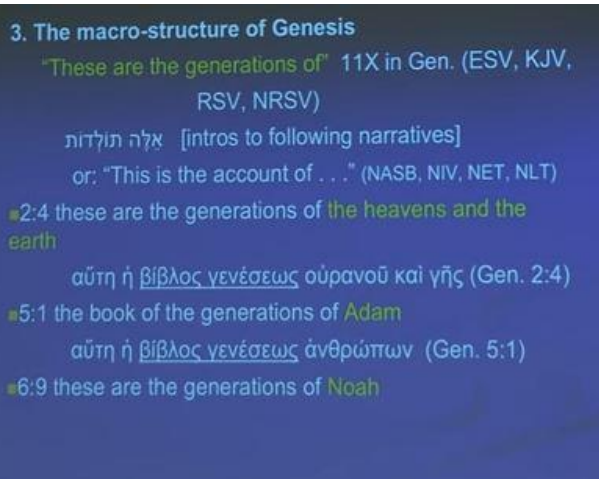 3. The macro-structure of Genesis
"These are the generations of" 11X in Gen. (ESV, KJV,
RSV, NRSV)
אֵלֶּה תוֹלְדוֹת [intros to following narratives]
or: "This is the account of . . ." (NASB, NIV, NET, NLT)
2:4 these are the generations of the heavens and the
earth
αὕτη ἡ βίβλος γενέσεως οὐρανοῦ καὶ γῆς (Gen. 2:4)
5:1 the book of the generations of Adam
αὕτη ἡ βίβλος γενέσεως ἀνθρώπων (Gen. 5:1)
6:9 these are the generations of Noah